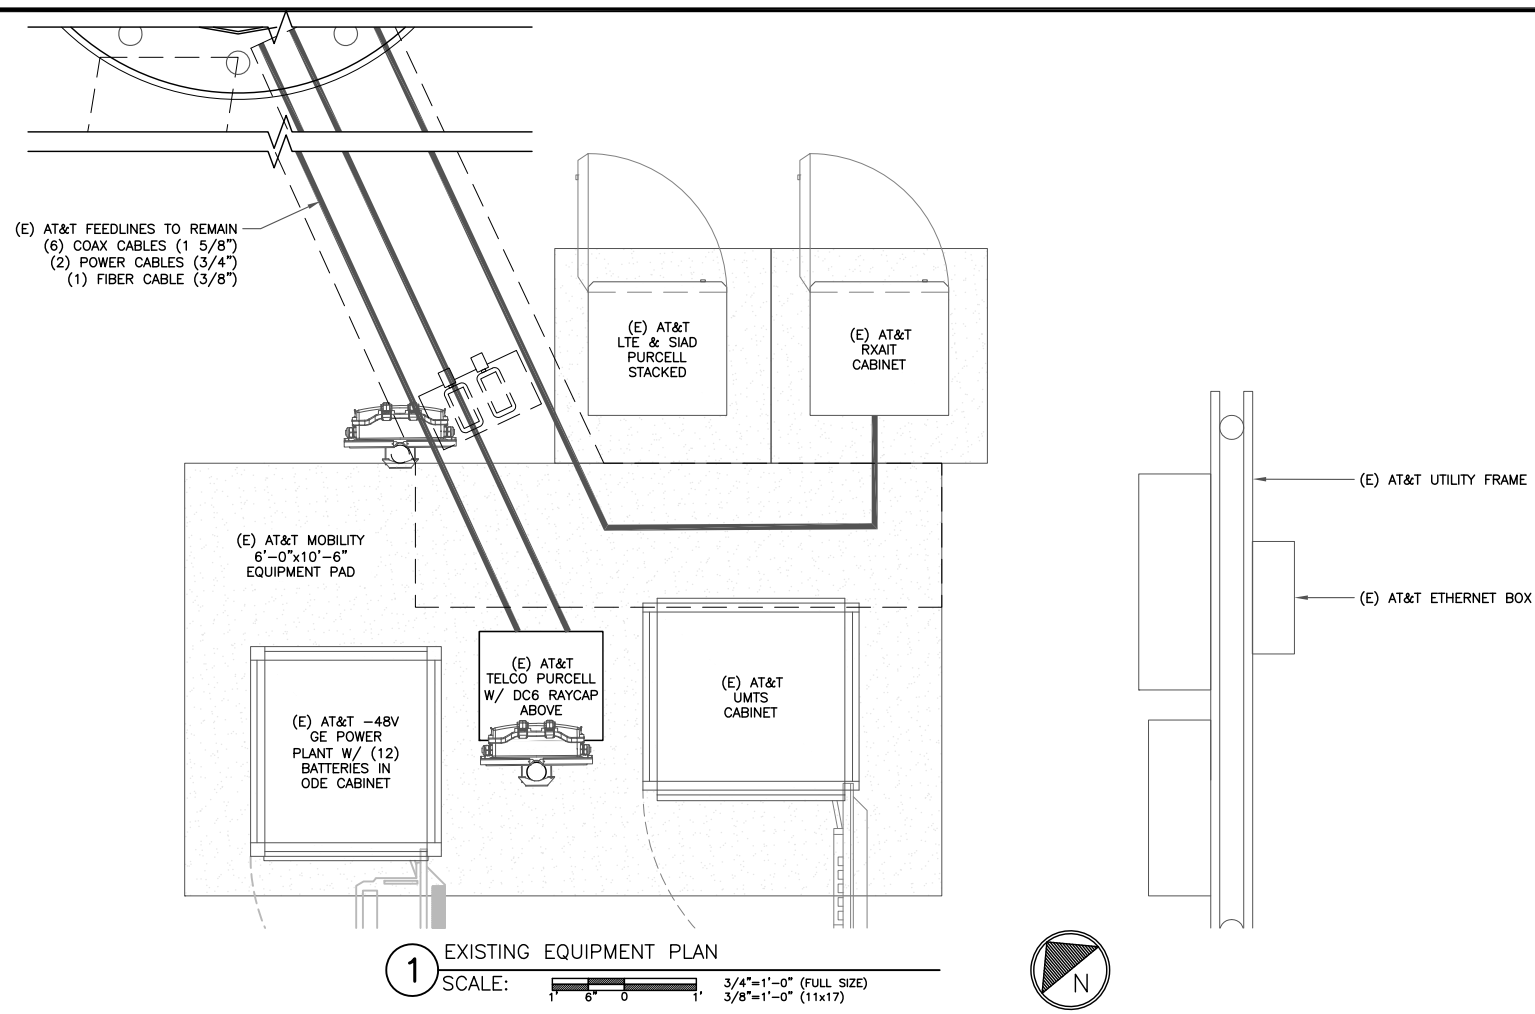 (E) AT&T FEEDLINES TO REMAIN
(6) COAX CABLES (1 5/8")
(2) POWER CABLES (3/4")
(1) FIBER CABLE (3/8")
(E) AT&T
LTE & SIAD
PURCELL
STACKED
(E) AT&T
RXAIT
CABINET
(E) AT&T UTILITY FRAME
(E) AT&T MOBILITY
6'-0"x10'-6"
EQUIPMENT PAD
(E) AT&T ETHERNET BOX
(E) AT&T
TELCO PURCELL
W/ DC6 RAYCAP
ABOVE
(E) AT&T
UMTS
CABINET
(E) AT&T -48V
GE POWER
PLANT W/ (12)
BATTERIES IN
ODE CABINET
1
EXISTING EQUIPMENT PLAN
SCALE:
1' 6" 0 1'
3/4"=1'-0" (FULL SIZE)
3/8"=1'-0" (11x17)
N